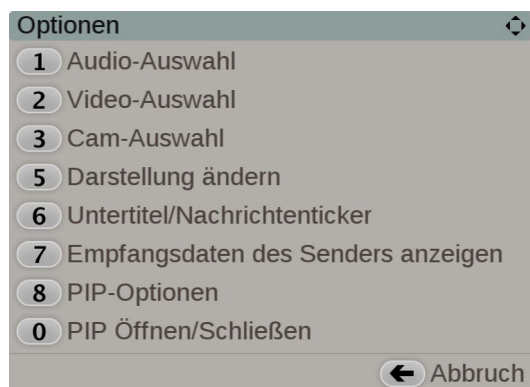 Optionen
1 Audio-Auswahl
2 Video-Auswahl
3 Cam-Auswahl
5 Darstellung ändern
6 Untertitel/Nachrichtenticker
7 Empfangsdaten des Senders anzeigen
8 PIP-Optionen
0 PIP Öffnen/Schließen
Abbruch